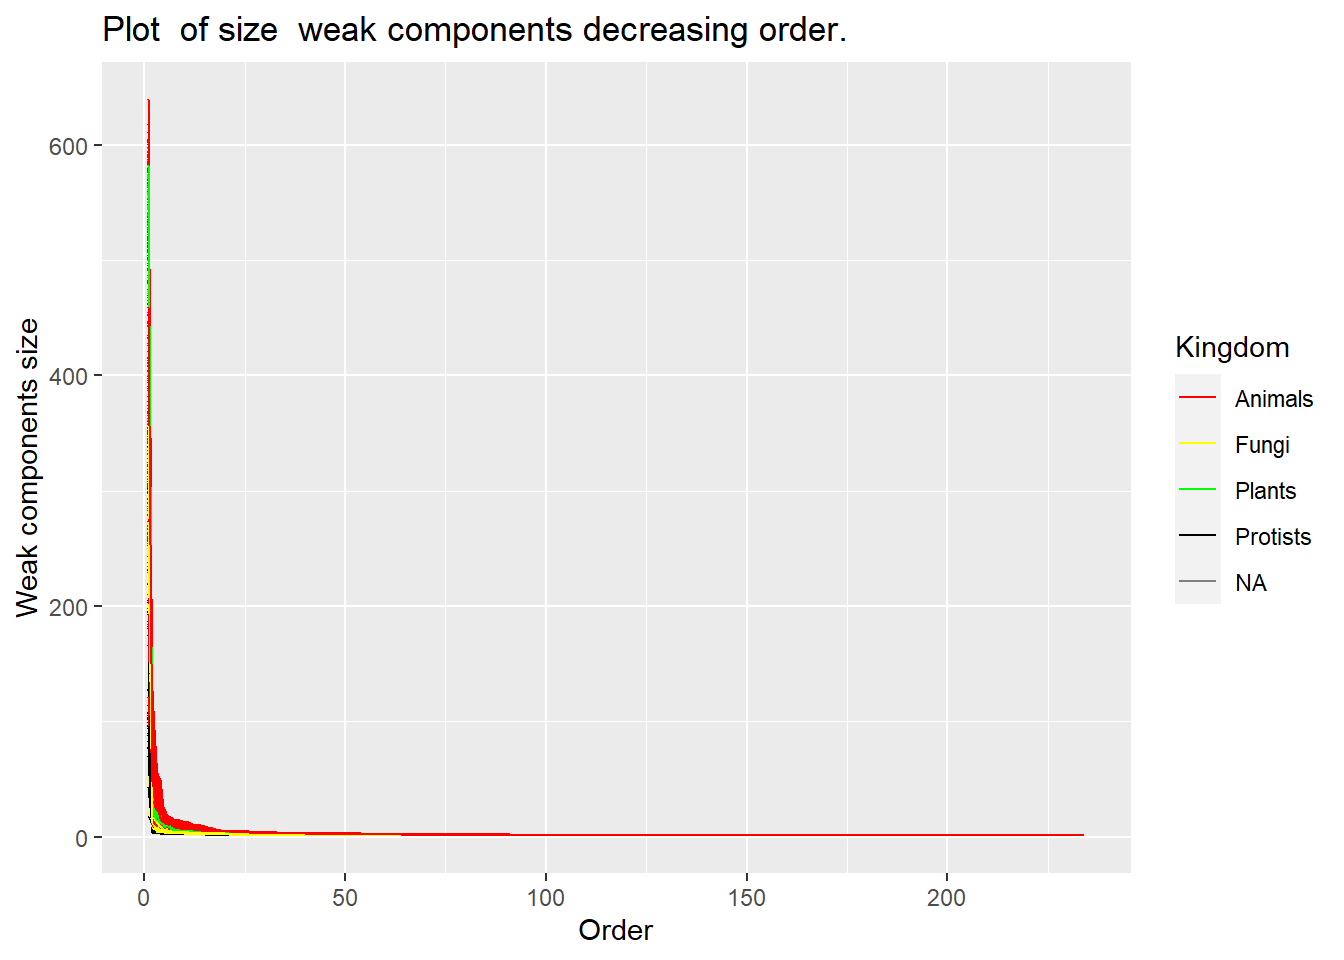 Plot  of size  weak components decreasing order.
Weak components size
600
400
200
0
0 50 100 150 200
Order
Kingdom
Animals
Fungi
Plants
Protists
NA